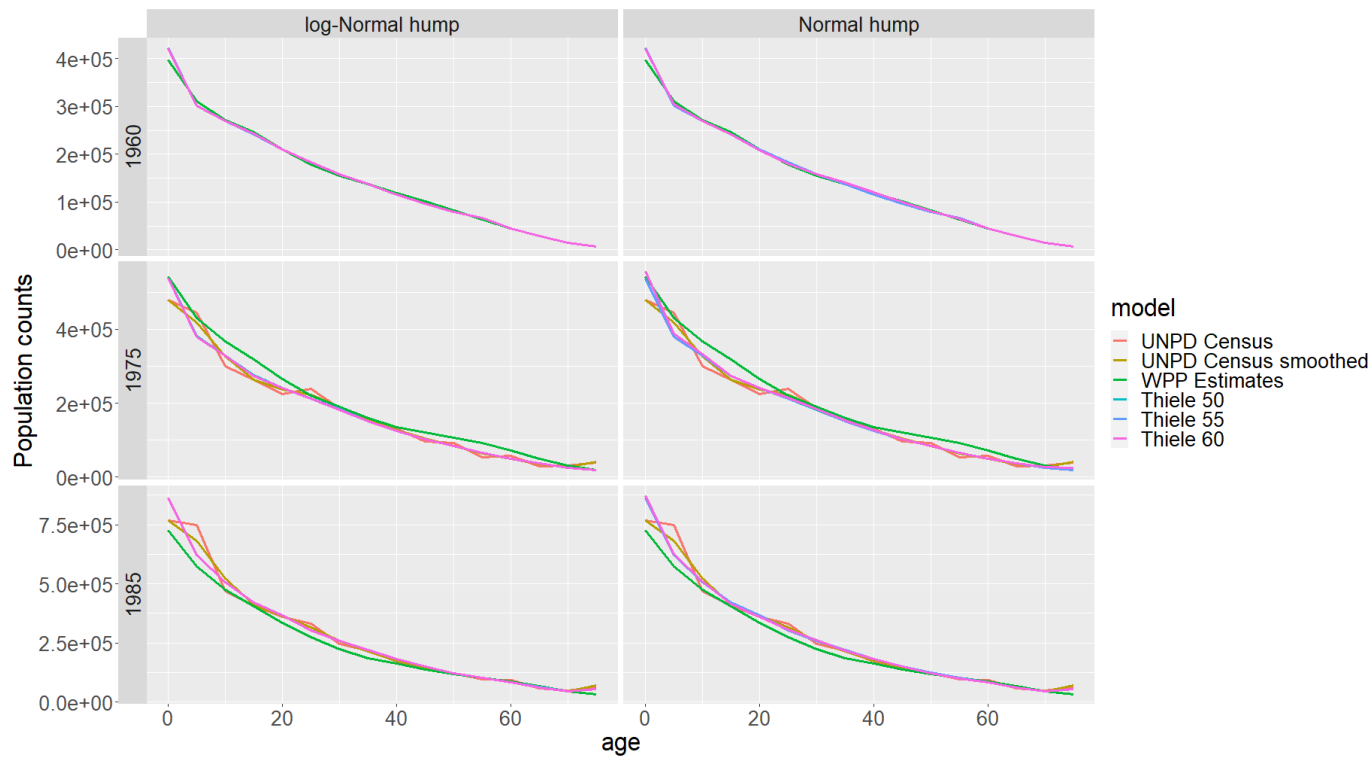 log-Normal hump
Normal hump
Population counts
1960
4e+05
3e+05
2e+05
1e+05
0e+00
1975
4e+05
2e+05
0e+00
1985
7.5e+05
5.0e+05
2.5e+05
0.0e+00
0 20 40 60
0 20 40 60
age
model
UNPD Census
UNPD Census smoothed
WPP Estimates
Thiele 50
Thiele 55
Thiele 60